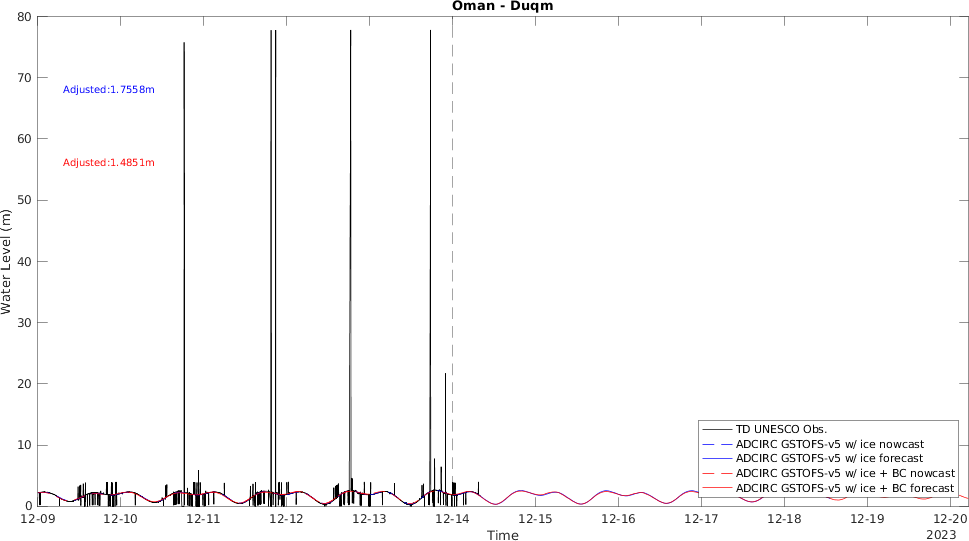 Oman - Duqm
80
70
60
50
40
30
20
10
0
Water Level (m)
Adjusted:1.7558m
Adjusted:1.4851m
TD UNESCO Obs.
ADCIRC GSTOFS-v5 w/ ice nowcast
ADCIRC GSTOFS-v5 w/ ice forecast
ADCIRC GSTOFS-v5 w/ ice + BC nowcast
ADCIRC GSTOFS-v5 w/ ice + BC forecast
12-09 12-10 12-11 12-12 12-13 12-14 12-15 12-16 12-17 12-18 12-19 12-20
Time
2023